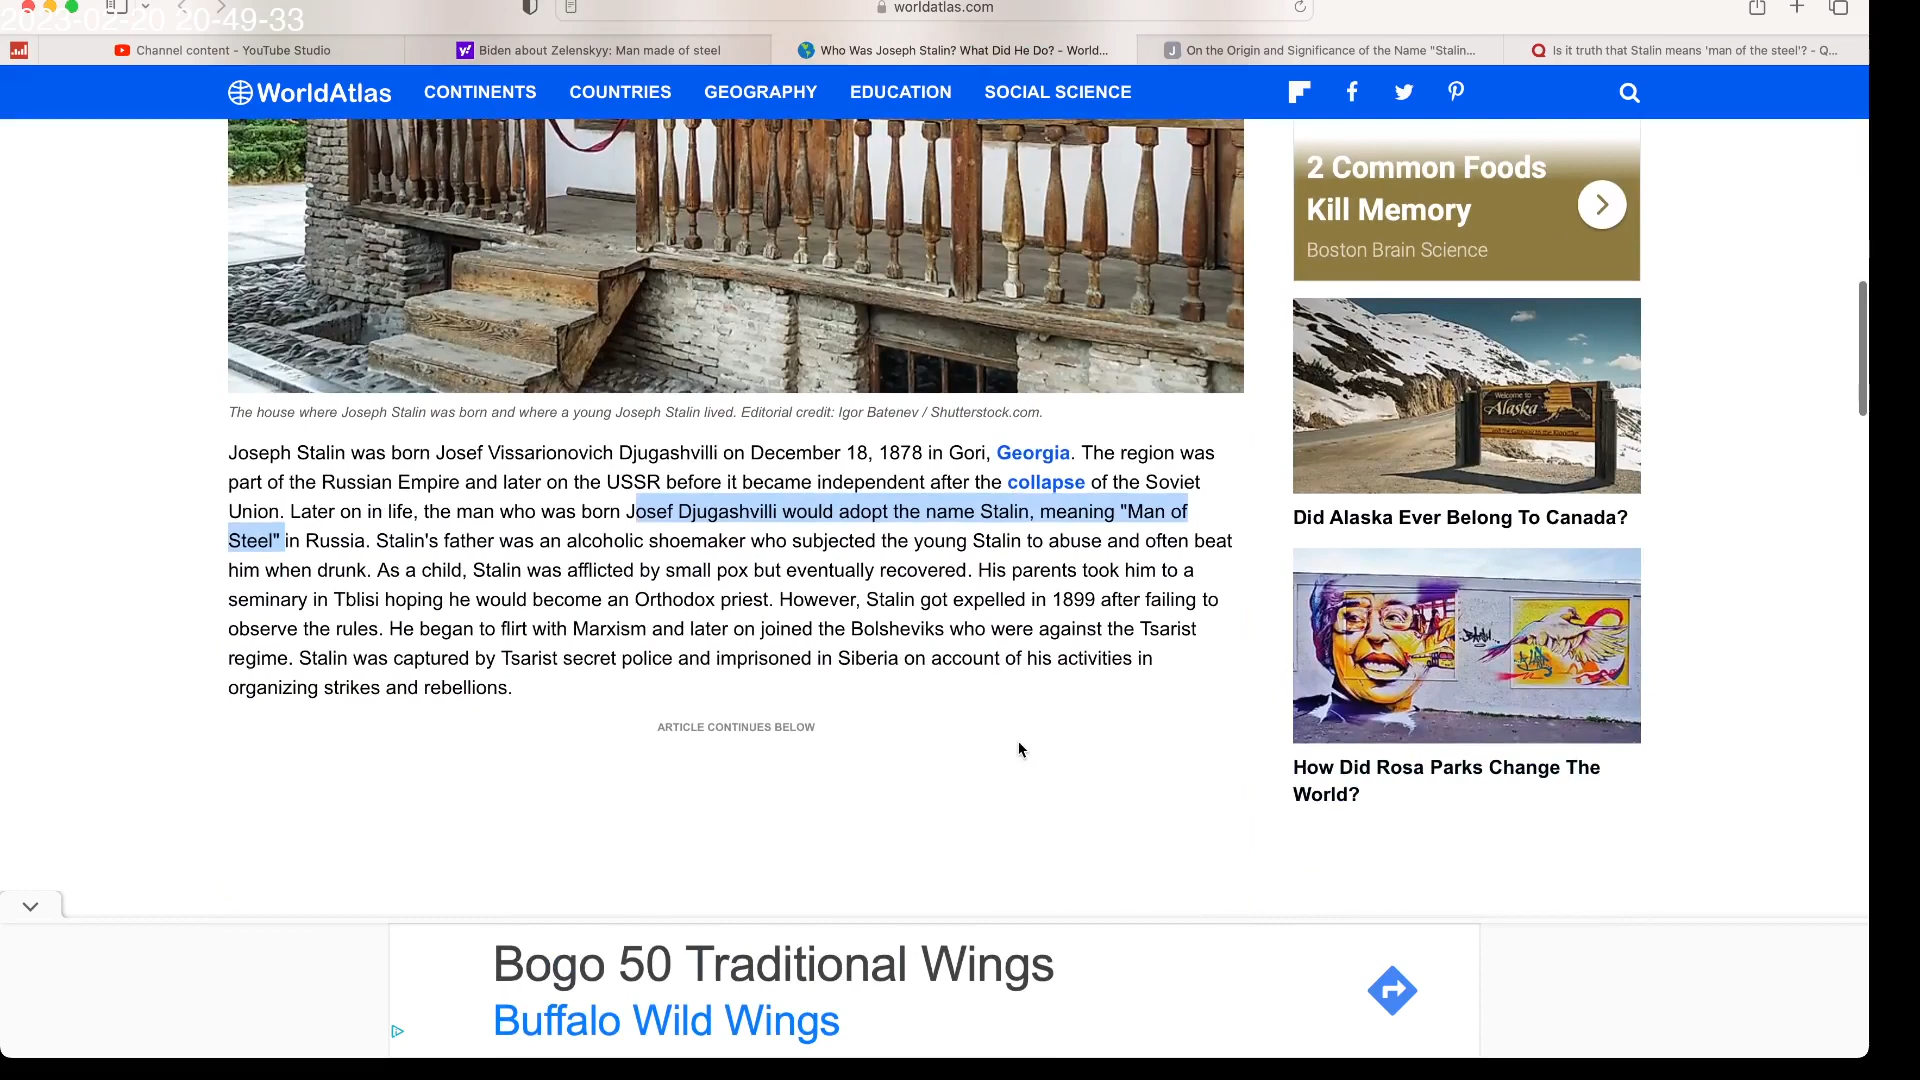 2023-02-20 20-49-33
worldatlas.com
Channel content - YouTube Studio
Biden about Zelenskyy: Man made of steel
Who Was Joseph Stalin? What Did He Do? - World...
On the Origin and Significance of the Name "Stalin...
Is it truth that Stalin means 'man of the steel'? - Q...
WorldAtlas CONTINENTS COUNTRIES GEOGRAPHY EDUCATION SOCIAL SCIENCE
2 Common Foods
Kill Memory
Boston Brain Science
Welcome to
Alaska
The house where Joseph Stalin was born and where a young Joseph Stalin lived. Editorial credit: Igor Batenev / Shutterstock.com.
Joseph Stalin was born Josef Vissarionovich Djugashvilli on December 18, 1878 in Gori, Georgia. The region was
part of the Russian Empire and later on the USSR before it became independent after the collapse of the Soviet
Union. Later on in life, the man who was born Josef Djugashvilli would adopt the name Stalin, meaning "Man of
Steel" in Russia. Stalin's father was an alcoholic shoemaker who subjected the young Stalin to abuse and often beat
him when drunk. As a child, Stalin was afflicted by small pox but eventually recovered. His parents took him to a
seminary in Tblisi hoping he would become an Orthodox priest. However, Stalin got expelled in 1899 after failing to
observe the rules. He began to flirt with Marxism and later on joined the Bolsheviks who were against the Tsarist
regime. Stalin was captured by Tsarist secret police and imprisoned in Siberia on account of his activities in
organizing strikes and rebellions.
ARTICLE CONTINUES BELOW
Did Alaska Ever Belong To Canada?
How Did Rosa Parks Change The
World?
Bogo 50 Traditional Wings
Buffalo Wild Wings